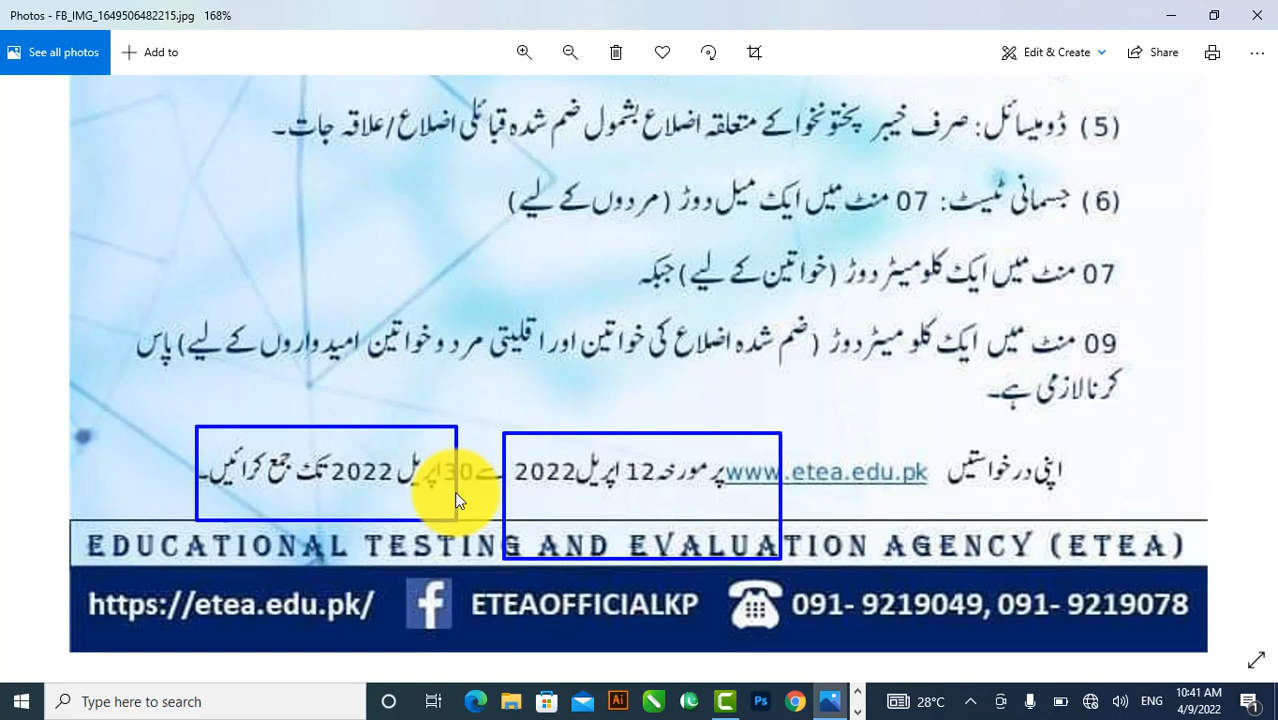 Photos - FB_IMG_1649506482215.jpg 168%
See all photos
Add to
Edit & Create
Share
(5) ڈومیسائل: صرف خیبر پختونخوا کے متعلقہ اضلاع بشمول ضم شدہ قبائلی اضلاع/علاقہ جات۔
(6) جسمانی ٹیسٹ: 07 منٹ میں ایک میل دوڑ (مردوں کے لیے)
07 منٹ میں ایک کلومیٹر دوڑ (خواتین کے لیے) جبکہ
09 منٹ میں ایک کلومیٹر دوڑ (ضم شدہ اضلاع کی خواتین اور اقلیتی مرد و خواتین امیدواروں کے لیے) پاس
کرنا لازمی ہے۔
اپنی درخواستیں www.etea.edu.pk پر مورخہ 12 اپریل 2022 سے 30 اپریل 2022 تک جمع کرائیں۔
EDUCATIONAL TESTING AND EVALUATION AGENCY (ETEA)
https://etea.edu.pk/ f ETEAOFFICIALKP 091- 9219049, 091- 9219078
Type here to search
Ai
Ps
28°C
ENG
10:41 AM
4/9/2022
1